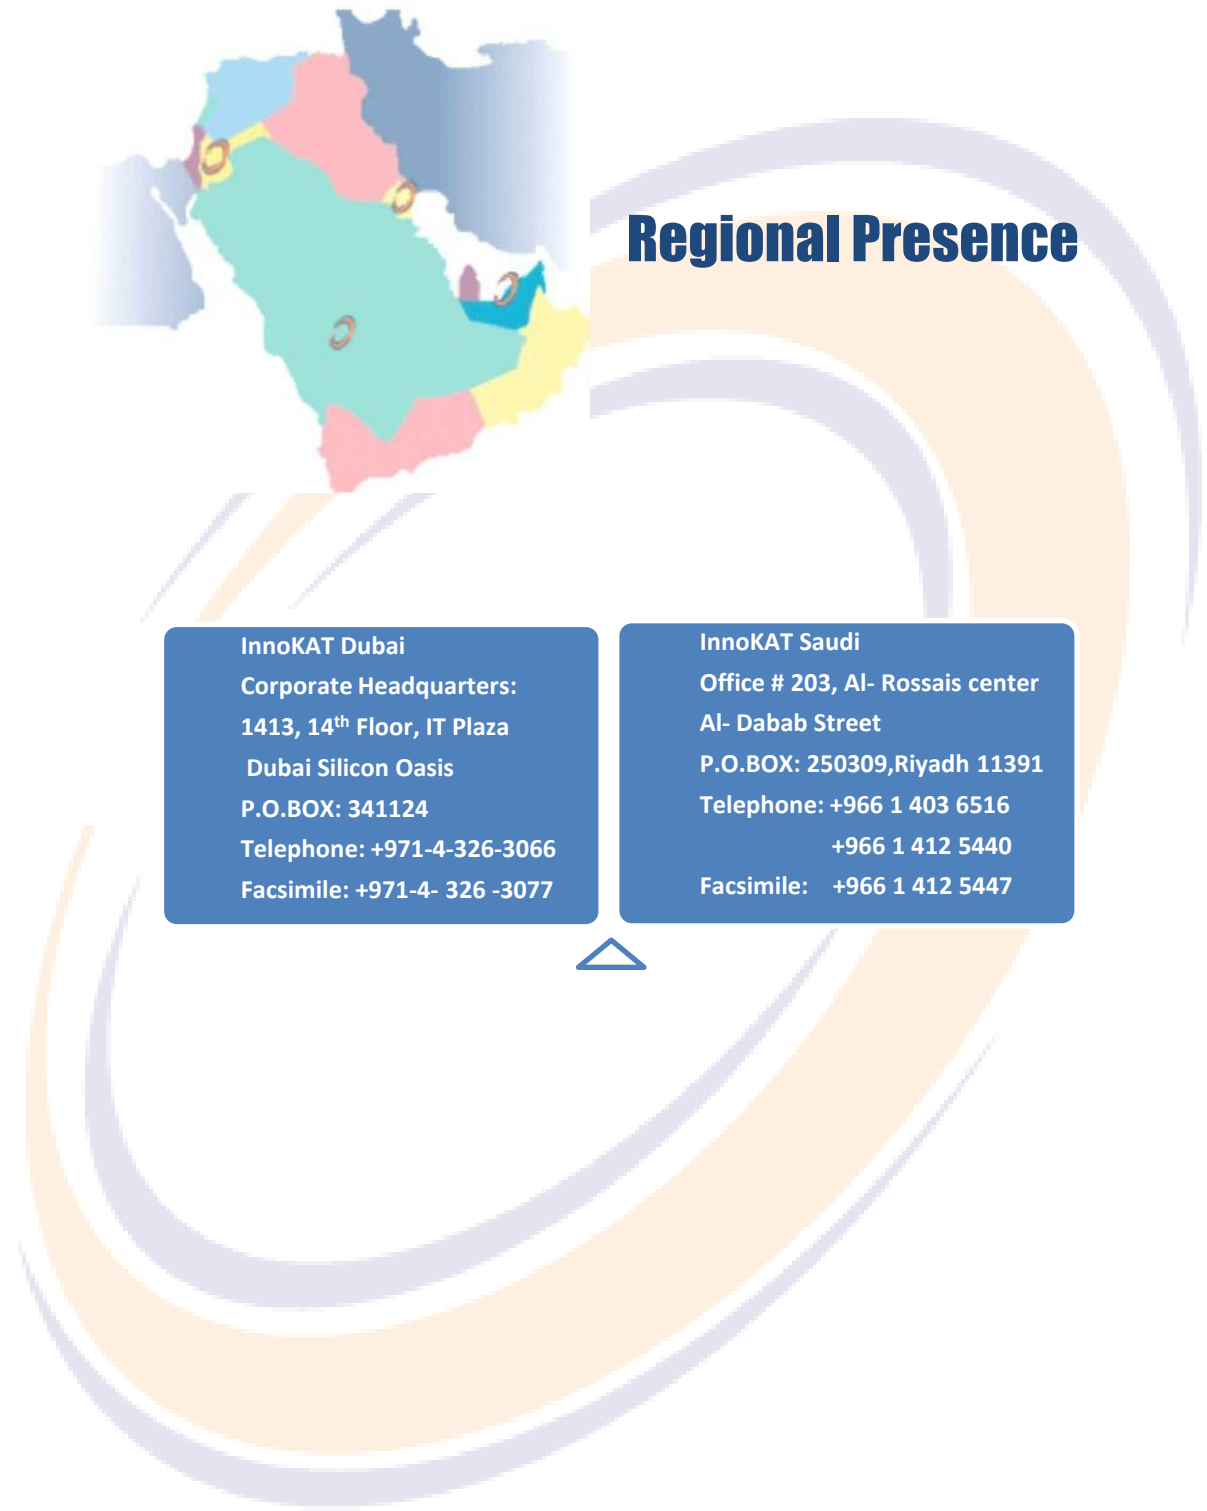 Regional Presence
InnoKAT Dubai
Corporate Headquarters:
1413, 14th Floor, IT Plaza
Dubai Silicon Oasis
P.O.BOX: 341124
Telephone: +971-4-326-3066
Facsimile: +971-4- 326 -3077
InnoKAT Saudi
Office # 203, Al- Rossais center
Al- Dabab Street
P.O.BOX: 250309,Riyadh 11391
Telephone: +966 1 403 6516
+966 1 412 5440
Facsimile: +966 1 412 5447